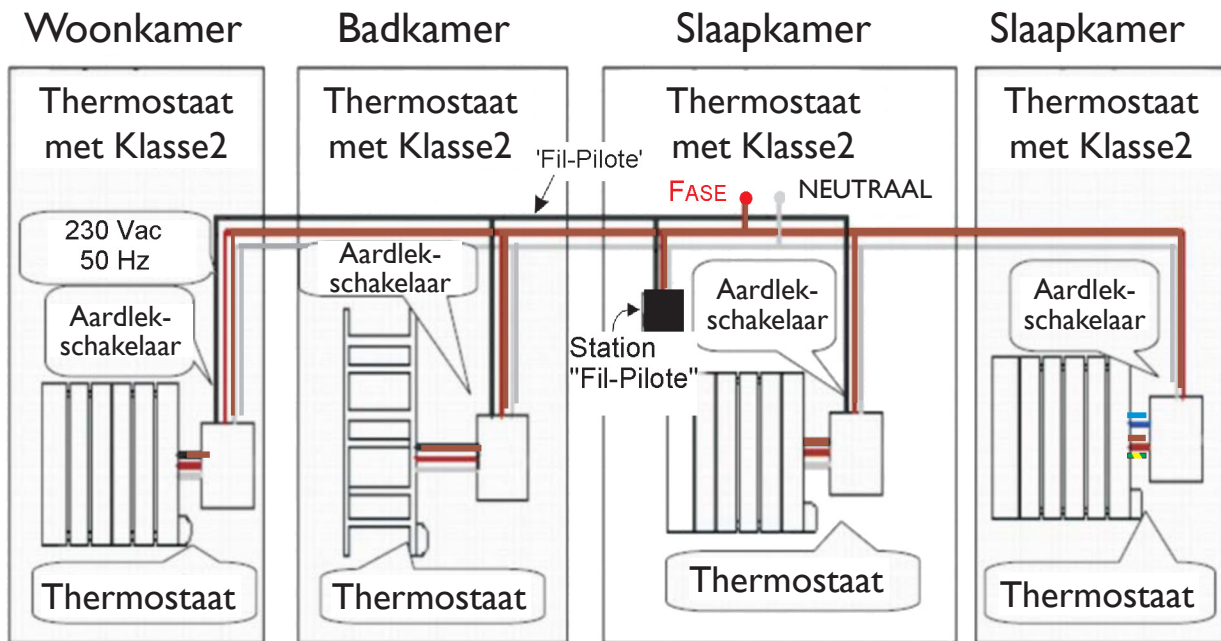 Woonkamer
Badkamer
Slaapkamer
Slaapkamer
Thermostaat
met Klasse2
Thermostaat
met Klasse2
Thermostaat
met Klasse2
Thermostaat
met Klasse2
'Fil-Pilote'
FASE
NEUTRAAL
230 Vac
50 Hz
Aardlek-
schakelaar
Aardlek-
schakelaar
Aardlek-
schakelaar
Aardlek-
schakelaar
Station
"Fil-Pilote"
Thermostaat
Thermostaat
Thermostaat
Thermostaat